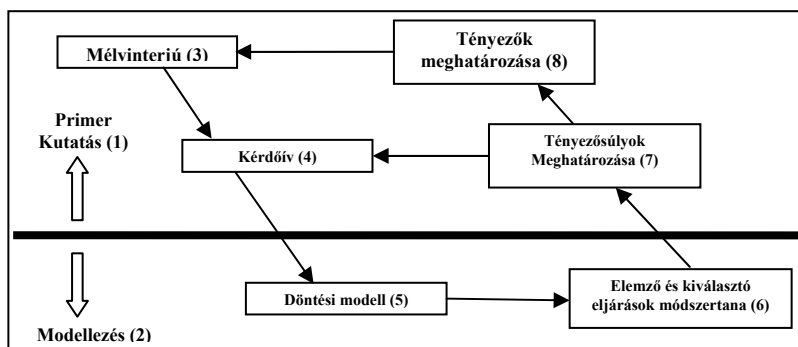 Mélvinteriú (3)
Tényezők
meghatározása (8)
Primer
Kutatás (1)
Kérdőív (4)
Tényezősúlyok
Meghatározása (7)
Döntési modell (5)
Elemző és kiválasztó
eljárások módszertana (6)
Modellezés (2)